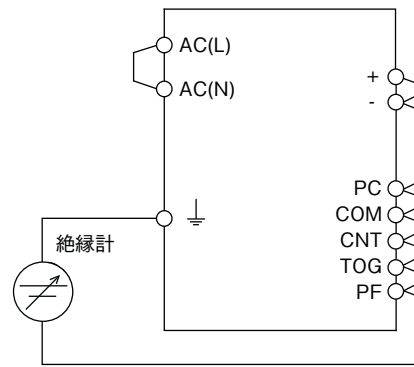 AC(L)
AC(N)
+
-
PC
COM
CNT
TOG
PF
絶縁計